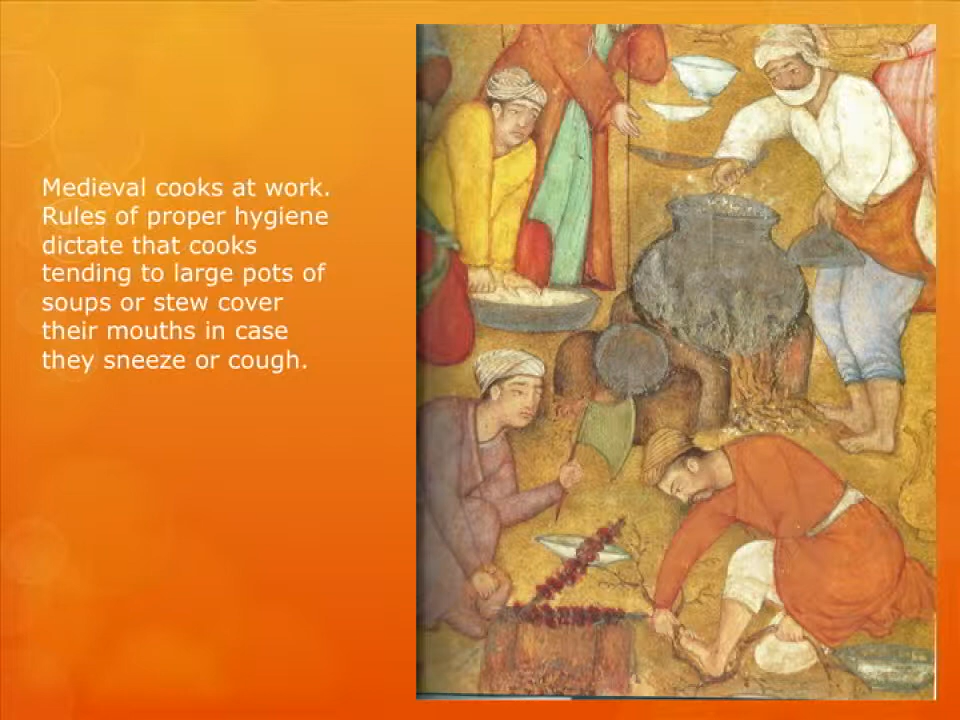 Medieval cooks at work.
Rules of proper hygiene
dictate that cooks
tending to large pots of
soups or stew cover
their mouths in case
they sneeze or cough.